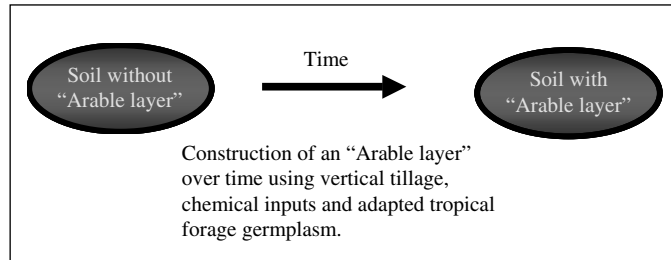 Soil without
“Arable layer”
Time
Soil with
“Arable layer”
Construction of an “Arable layer”
over time using vertical tillage,
chemical inputs and adapted tropical
forage germplasm.